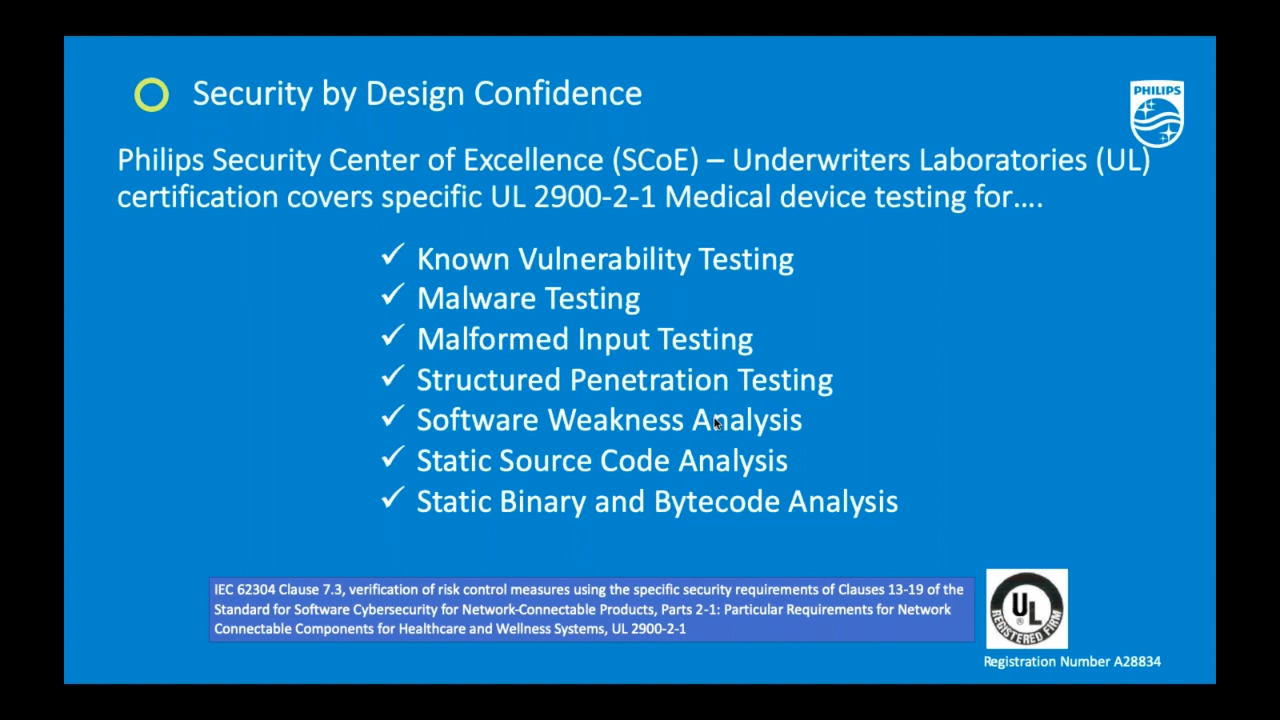 Security by Design Confidence
PHILIPS
Philips Security Center of Excellence (SCoE) – Underwriters Laboratories (UL)
certification covers specific UL 2900-2-1 Medical device testing for....
✓ Known Vulnerability Testing
✓ Malware Testing
✓ Malformed Input Testing
✓ Structured Penetration Testing
✓ Software Weakness Analysis
✓ Static Source Code Analysis
✓ Static Binary and Bytecode Analysis
IEC 62304 Clause 7.3, verification of risk control measures using the specific security requirements of Clauses 13-19 of the
Standard for Software Cybersecurity for Network-Connectable Products, Parts 2-1: Particular Requirements for Network
Connectable Components for Healthcare and Wellness Systems, UL 2900-2-1
UL ®
REGISTERED FIRM
Registration Number A28834